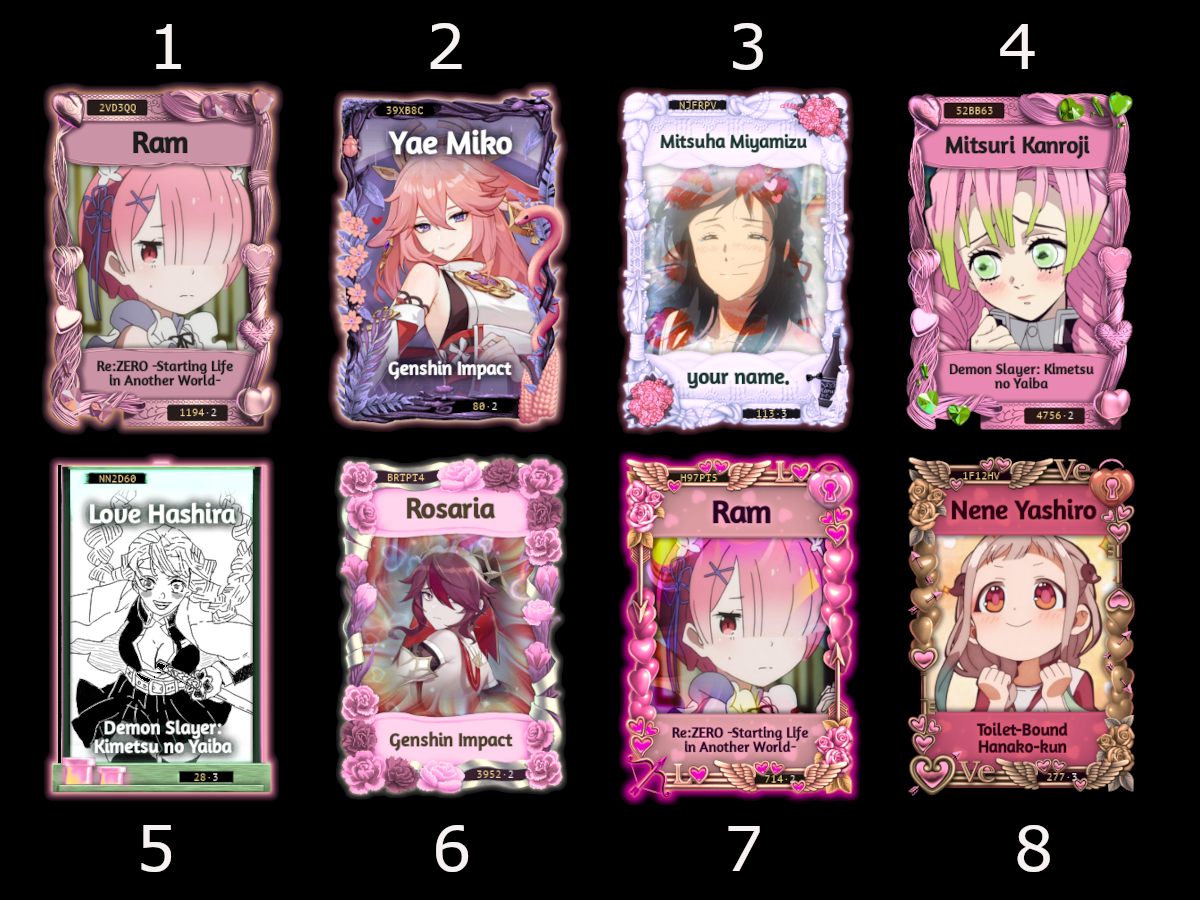 1
2
3
4
2VD3QQ
Ram
Re:ZERO -Starting Life
in Another World-
1194·2
39XB8C
Yae Miko
Genshin Impact
80·2
NJFRPV
Mitsuha Miyamizu
your name.
113·3
52BB63
Mitsuri Kanroji
Demon Slayer: Kimetsu
no Yaiba
4756·2
NN2D60
Love Hashira
Demon Slayer:
Kimetsu no Yaiba
28·3
BRTPT4
Rosaria
Genshin Impact
3952·2
L
H97PT5
Ram
Re:ZERO -Starting Life
in Another World-
L
714·2
Ve
1F12HV
Nene Yashiro
Toilet-Bound
Hanako-kun
Ve
277·3
5
6
7
8